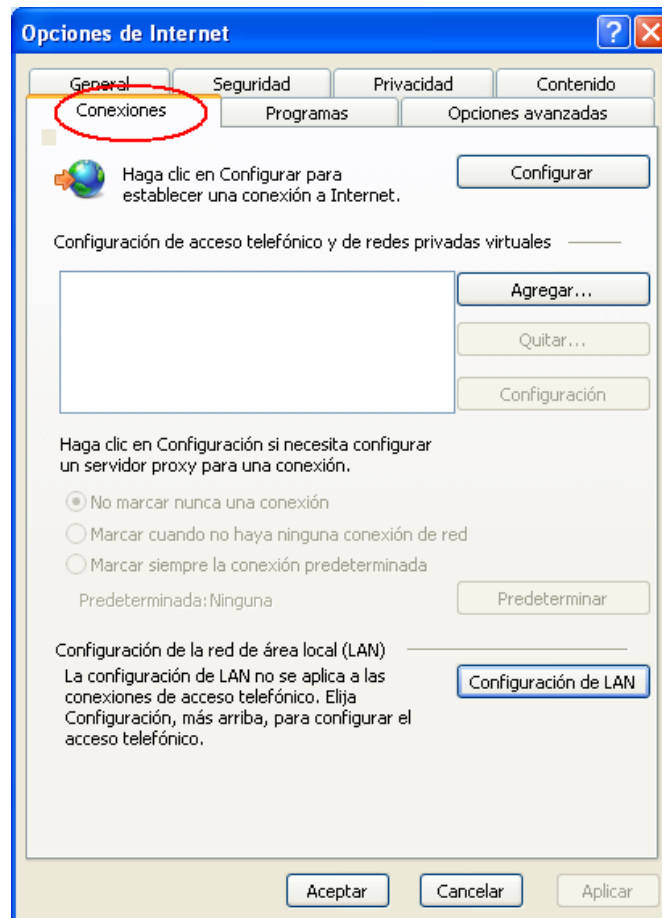 Opciones de Internet
General Seguridad Privacidad Contenido
Conexiones Programas Opciones avanzadas
Haga clic en Configurar para
establecer una conexión a Internet.
Configurar
Configuración de acceso telefónico y de redes privadas virtuales
Agregar...
Quitar...
Configuración
Haga clic en Configuración si necesita configurar
un servidor proxy para una conexión.
No marcar nunca una conexión
Marcar cuando no haya ninguna conexión de red
Marcar siempre la conexión predeterminada
Predeterminada: Ninguna
Predeterminar
Configuración de la red de área local (LAN)
La configuración de LAN no se aplica a las
conexiones de acceso telefónico. Elija
Configuración, más arriba, para configurar el
acceso telefónico.
Configuración de LAN
Aceptar Cancelar Aplicar